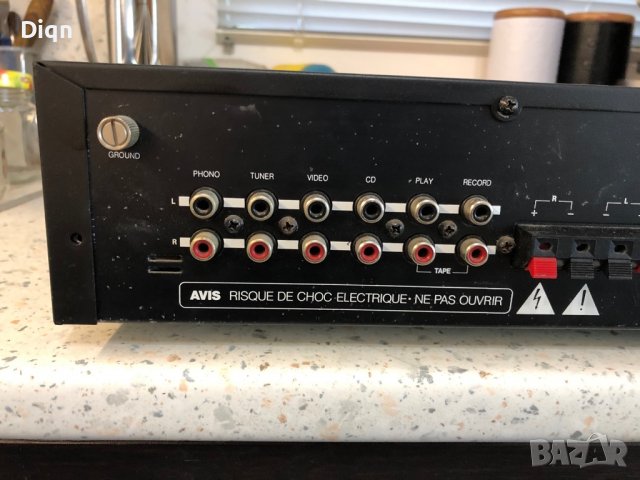 Diqn
GROUND
PHONO TUNER VIDEO CD PLAY RECORD
L
R
TAPE
R
+ -
L
AVIS RISQUE DE CHOC ELECTRIQUE • NE PAS OUVRIR
BAZAR